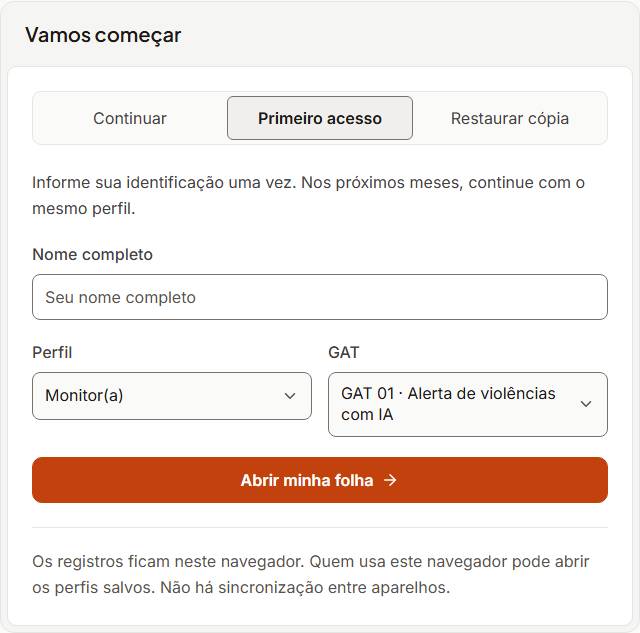 Vamos começar
Continuar
Primeiro acesso
Restaurar cópia
Informe sua identificação uma vez. Nos próximos meses, continue com o
mesmo perfil.
Nome completo
Seu nome completo
Perfil
GAT
Monitor(a)
GAT 01 · Alerta de violências
com IA
Abrir minha folha →
Os registros ficam neste navegador. Quem usa este navegador pode abrir
os perfis salvos. Não há sincronização entre aparelhos.